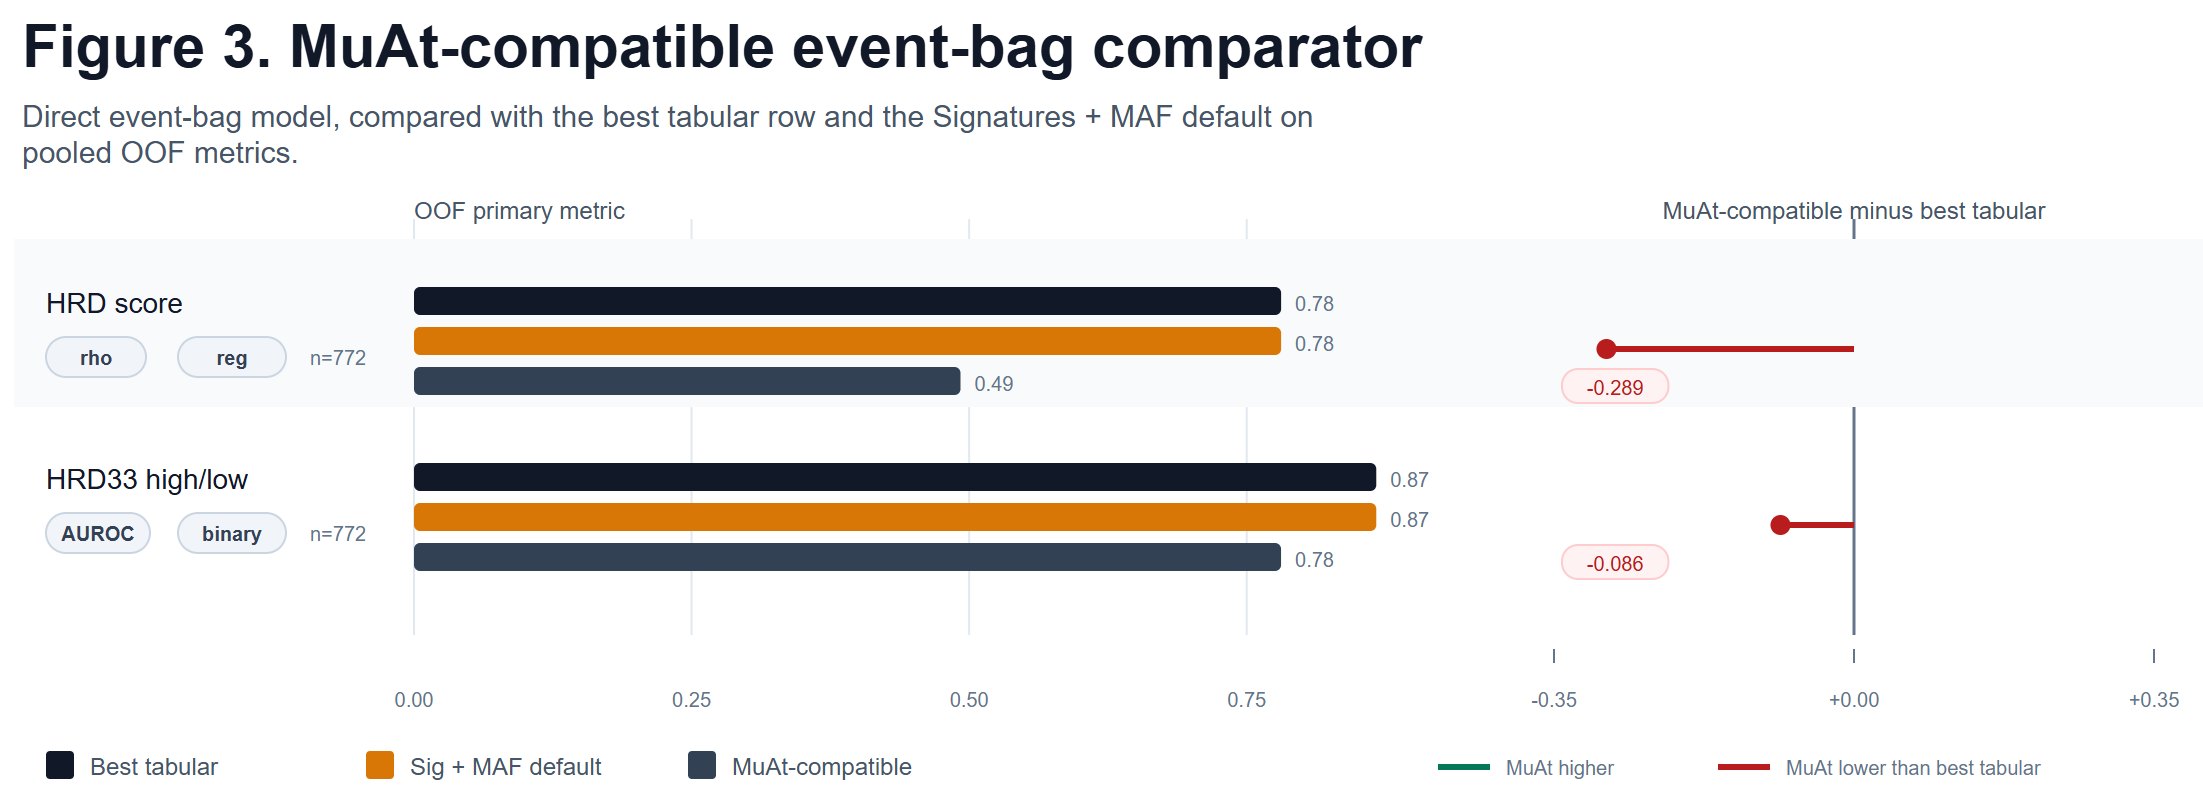 Figure 3. MuAt-compatible event-bag comparator
Direct event-bag model, compared with the best tabular row and the Signatures + MAF default on
pooled OOF metrics.
OOF primary metric
MuAt-compatible minus best tabular
HRD score
rho
reg
n=772
0.78
0.78
0.49
-0.289
HRD33 high/low
AUROC
binary
n=772
0.87
0.87
0.78
-0.086
0.00
0.25
0.50
0.75
-0.35
+0.00
+0.35
Best tabular
Sig + MAF default
MuAt-compatible
MuAt higher
MuAt lower than best tabular